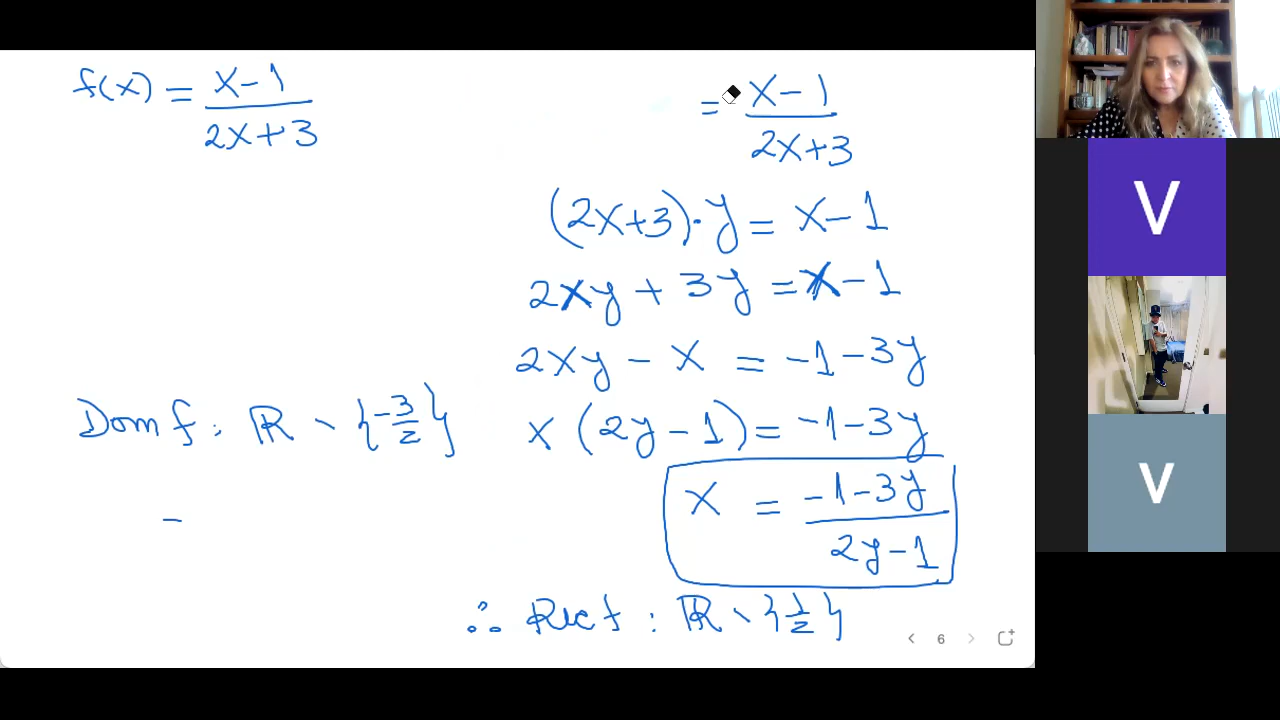 f(x) = x-1 / 2x+3
= x-1 / 2x+3
(2x+3)·y = x-1
2xy + 3y = x-1
2xy - x = -1-3y
Dom f : ℝ \ {-3/2}
x (2y-1) = -1-3y
x = -1-3y / 2y-1
∴ Rec f : ℝ \ {1/2}
6
V
V